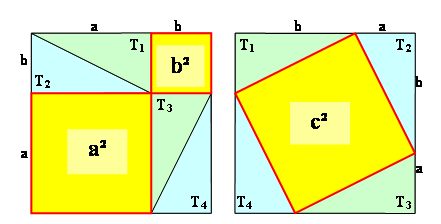 a b
b T₁ b²
T₂
T₃
a a²
T₄
b a
T₁ T₂
b
c²
a
T₄ T₃